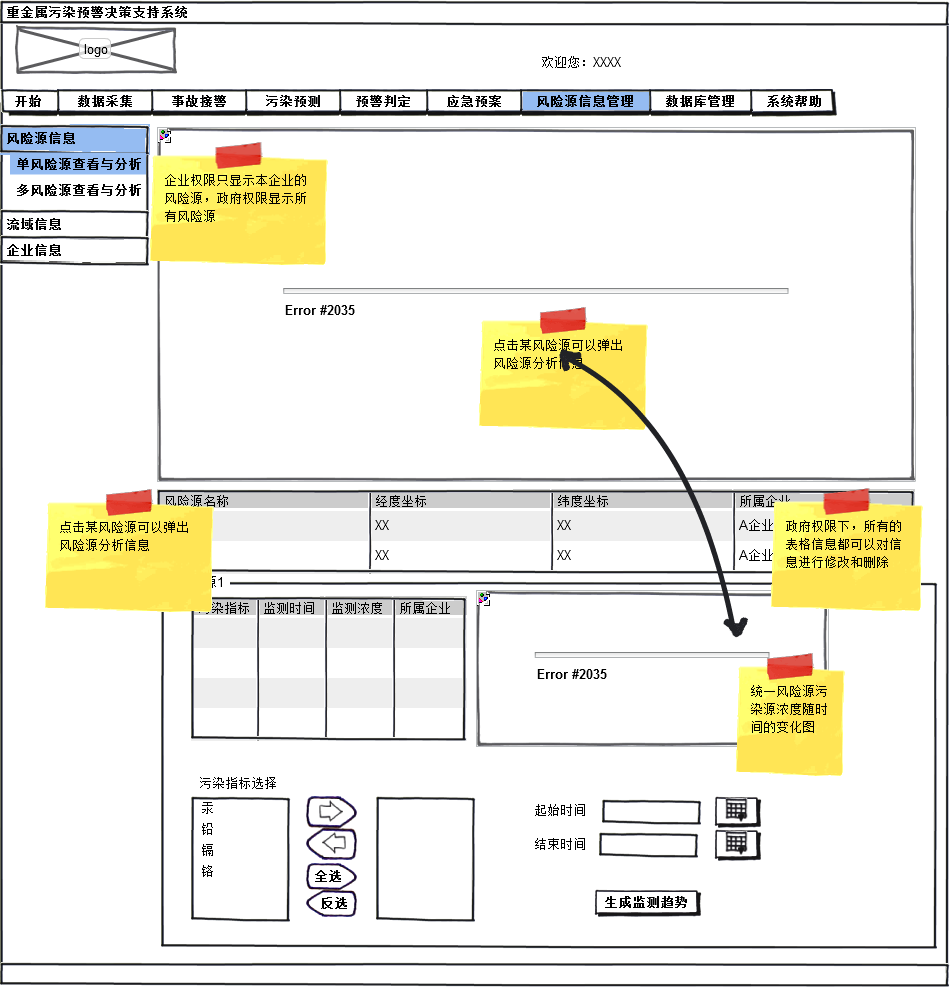 重金属污染预警决策支持系统
logo
欢迎您：XXXX
开始
数据采集
事故接警
污染预测
预警判定
应急预案
风险源信息管理
数据库管理
系统帮助
风险源信息
单风险源查看与分析
多风险源查看与分析
流域信息
企业信息
企业权限只显示本企业的
风险源，政府权限显示所
有风险源
Error #2035
点击某风险源可以弹出
风险源分析信息
风险源名称
经度坐标
纬度坐标
所属企业
XX
XX
A企业
XX
XX
A企业
点击某风险源可以弹出
风险源分析信息
政府权限下，所有的
表格信息都可以对信
息进行修改和删除
源1
污染指标
监测时间
监测浓度
所属企业
Error #2035
统一风险源污
染源浓度随时
间的变化图
污染指标选择
汞
铅
镉
铬
全选
反选
起始时间
结束时间
生成监测趋势